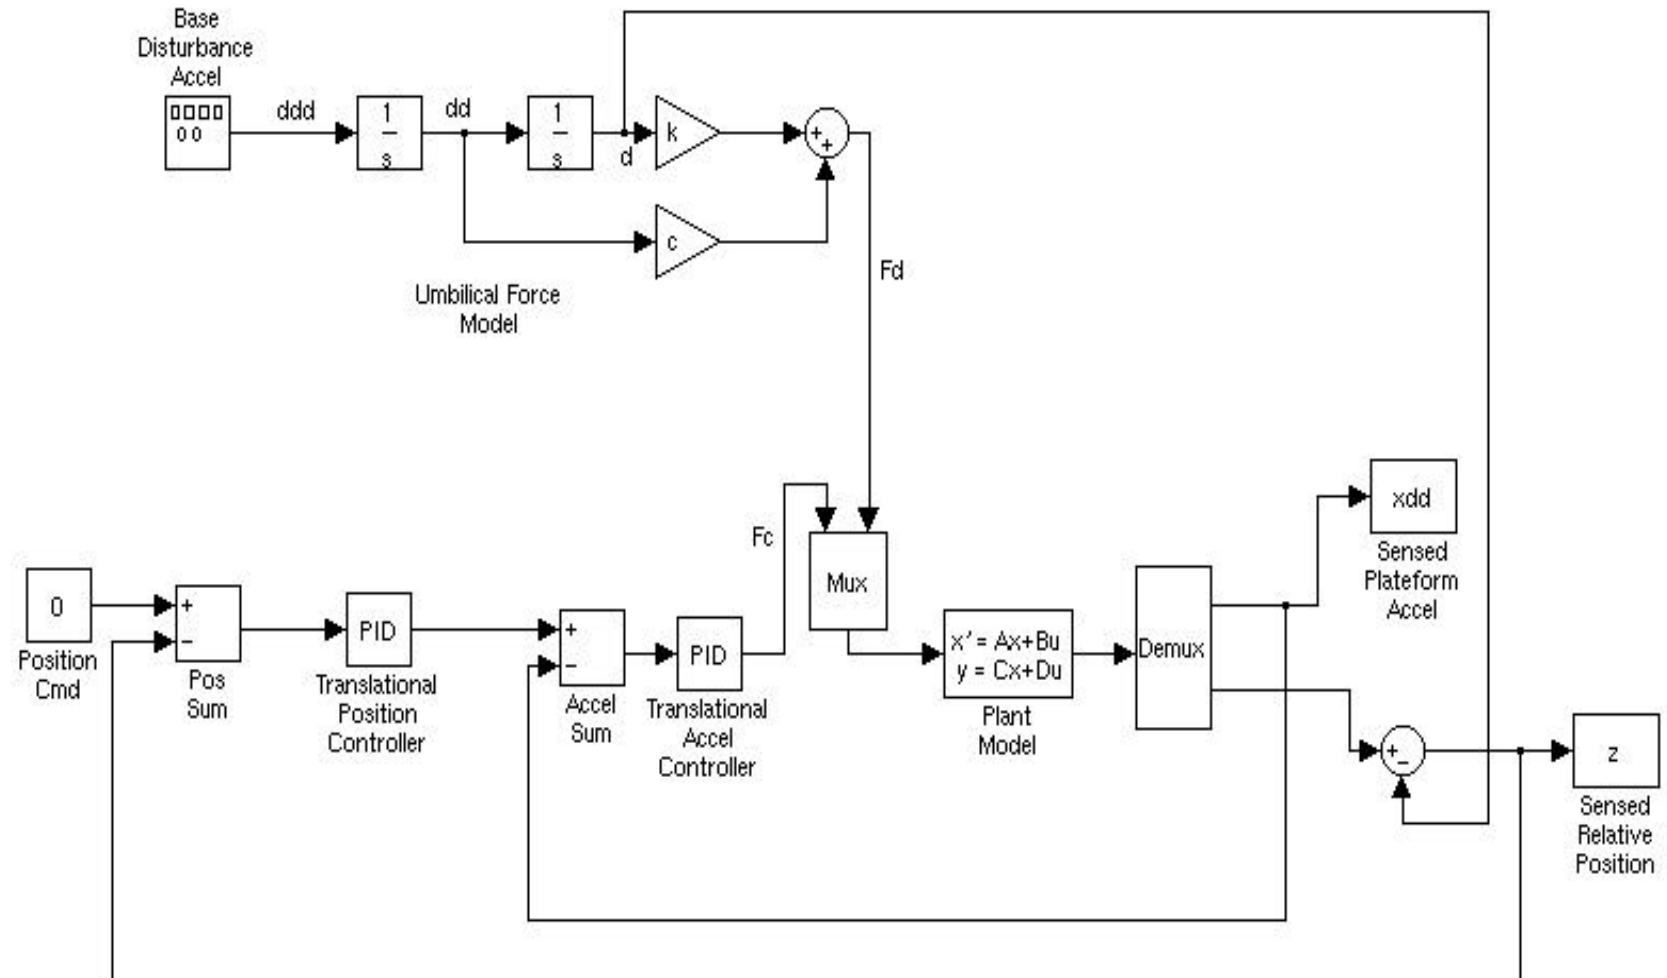 Base
Disturbance
Accel
ddd
1
s
dd
1
s
d
k
+
+
c
Umbilical Force
Model
Fd
Fc
Mux
xdd
Sensed
Plateform
Accel
0
Position
Cmd
+
−
Pos
Sum
PID
Translational
Position
Controller
+
−
Accel
Sum
PID
Translational
Accel
Controller
x' = Ax+Bu
y = Cx+Du
Plant
Model
Demux
+
−
z
Sensed
Relative
Position